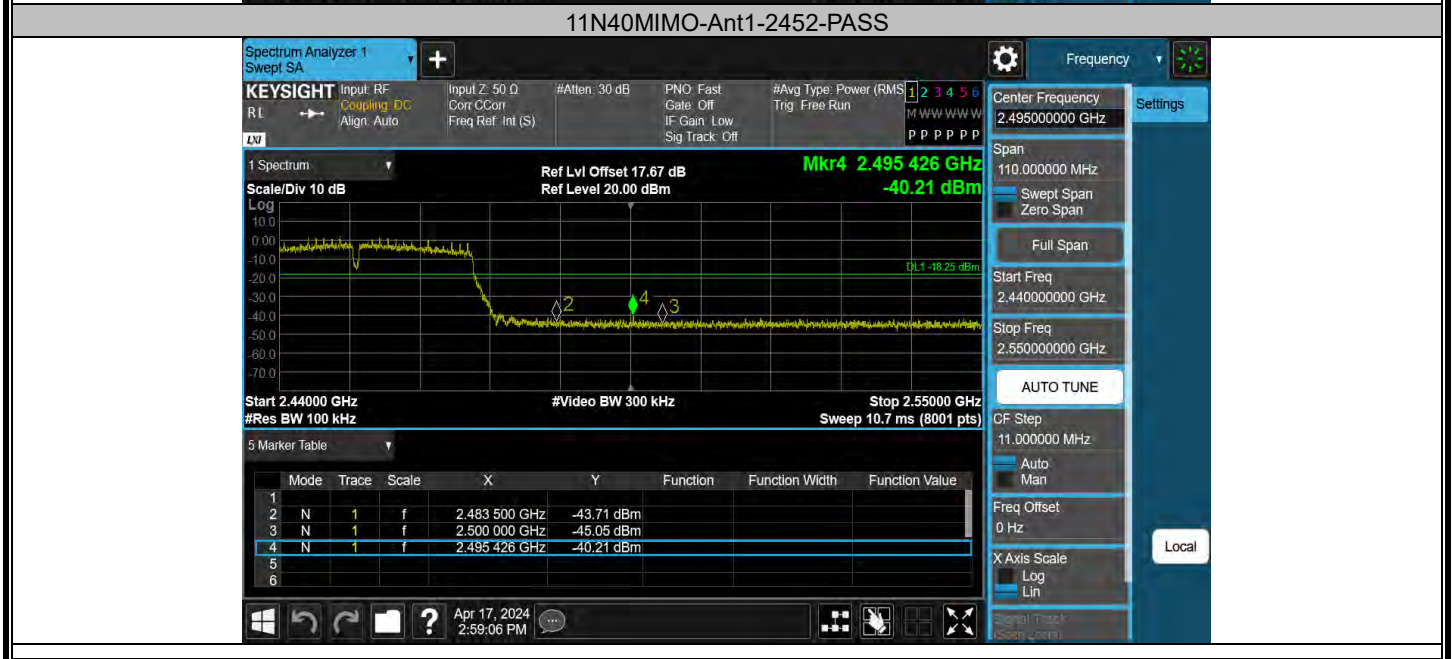 11N40MIMO-Ant1-2452-PASS
Spectrum Analyzer 1
Swept SA
+
Frequency
KEYSIGHT
RL
LXI
Input: RF
Coupling: DC
Align: Auto
Input Z: 50 Ω
Corr CCorr
Freq Ref: Int (S)
#Atten: 30 dB
PNO: Fast
Gate: Off
IF Gain: Low
Sig Track: Off
#Avg Type: Power (RMS
Trig: Free Run
1 2 3 4 5 6
M W W W W W
P P P P P P
1 Spectrum
Scale/Div 10 dB
Ref Lvl Offset 17.67 dB
Ref Level 20.00 dBm
Mkr4 2.495 426 GHz
-40.21 dBm
Log
10.0
0.00
-10.0
-20.0
-30.0
-40.0
-50.0
-60.0
-70.0
DL1 -18.25 dBm
2
4
3
Start 2.44000 GHz
#Res BW 100 kHz
#Video BW 300 kHz
Stop 2.55000 GHz
Sweep 10.7 ms (8001 pts)
5 Marker Table
Mode Trace Scale X Y Function Function Width Function Value
1
2 N 1 f 2.483 500 GHz -43.71 dBm
3 N 1 f 2.500 000 GHz -45.05 dBm
4 N 1 f 2.495 426 GHz -40.21 dBm
5
6
?
Apr 17, 2024
2:59:06 PM
Center Frequency
2.495000000 GHz
Settings
Span
110.000000 MHz
Swept Span
Zero Span
Full Span
Start Freq
2.440000000 GHz
Stop Freq
2.550000000 GHz
AUTO TUNE
CF Step
11.000000 MHz
Auto
Man
Freq Offset
0 Hz
X Axis Scale
Log
Lin
Local
Signal Track
(Span Zoom)